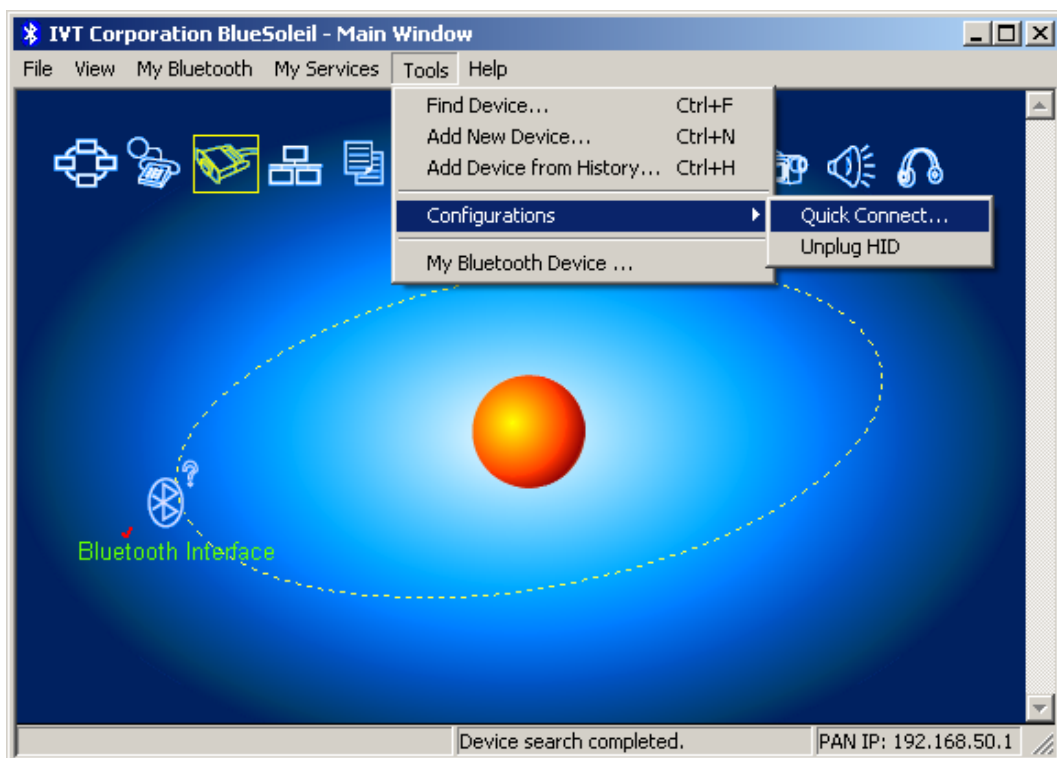 IVT Corporation BlueSoleil - Main Window
File View My Bluetooth My Services Tools Help
Find Device... Ctrl+F
Add New Device... Ctrl+N
Add Device from History... Ctrl+H
Configurations
Quick Connect...
Unplug HID
My Bluetooth Device ...
Bluetooth Interface
Device search completed.
PAN IP: 192.168.50.1